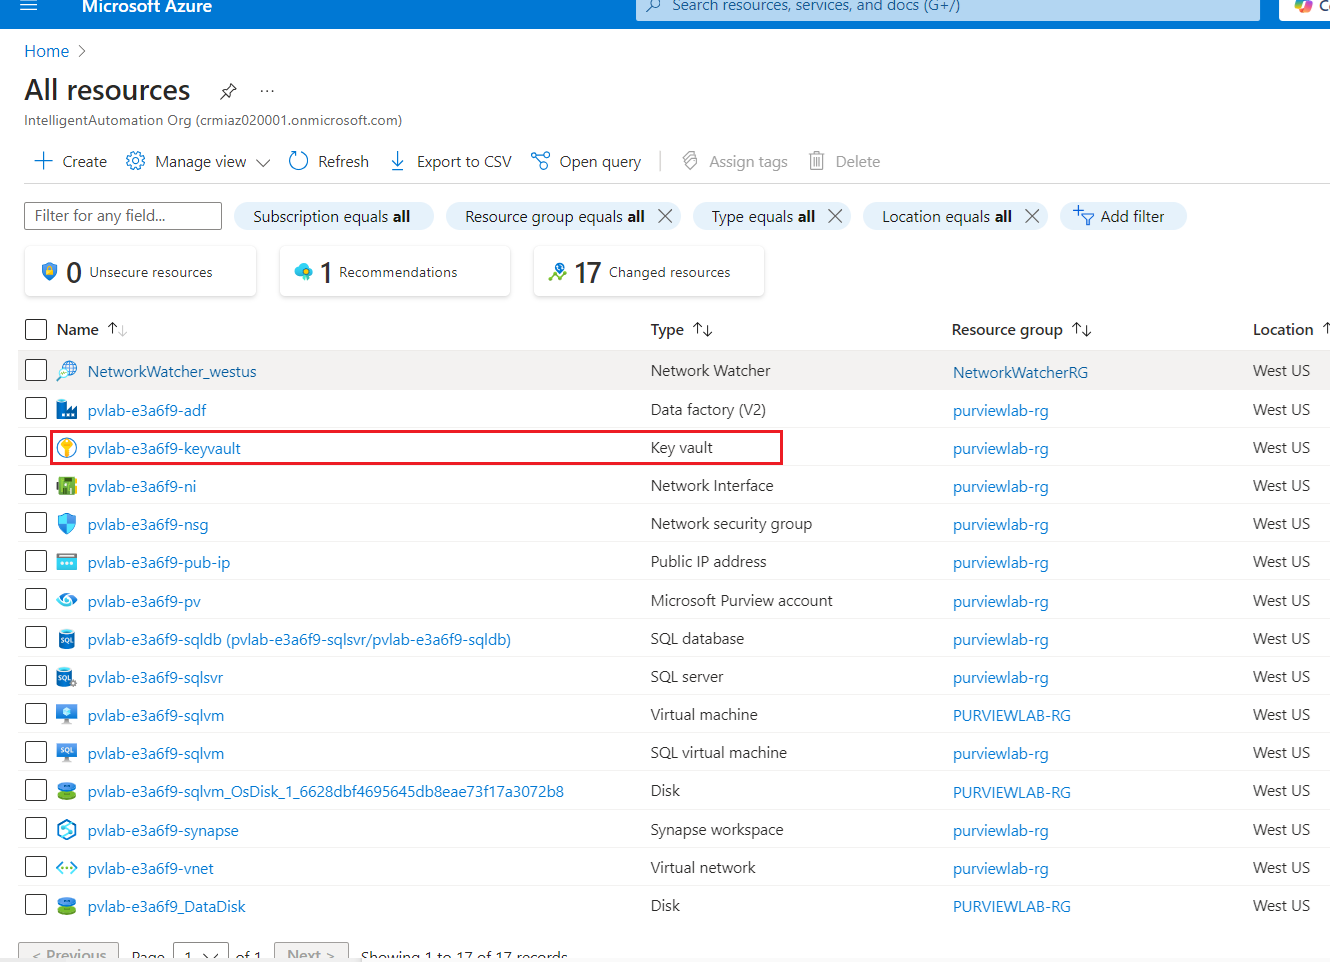 Microsoft Azure
Search resources, services, and docs (G+/)
Home
All resources
IntelligentAutomation Org (crmiaz020001.onmicrosoft.com)
Create Manage view Refresh Export to CSV Open query Assign tags Delete
Filter for any field... Subscription equals all Resource group equals all Type equals all Location equals all Add filter
0 Unsecure resources 1 Recommendations 17 Changed resources
Name Type Resource group Location
NetworkWatcher_westus Network Watcher NetworkWatcherRG West US
pvlab-e3a6f9-adf Data factory (V2) purviewlab-rg West US
pvlab-e3a6f9-keyvault Key vault purviewlab-rg West US
pvlab-e3a6f9-ni Network Interface purviewlab-rg West US
pvlab-e3a6f9-nsg Network security group purviewlab-rg West US
pvlab-e3a6f9-pub-ip Public IP address purviewlab-rg West US
pvlab-e3a6f9-pv Microsoft Purview account purviewlab-rg West US
pvlab-e3a6f9-sqldb (pvlab-e3a6f9-sqlsvr/pvlab-e3a6f9-sqldb) SQL database purviewlab-rg West US
pvlab-e3a6f9-sqlsvr SQL server purviewlab-rg West US
pvlab-e3a6f9-sqlvm Virtual machine PURVIEWLAB-RG West US
pvlab-e3a6f9-sqlvm SQL virtual machine purviewlab-rg West US
pvlab-e3a6f9-sqlvm_OsDisk_1_6628dbf4695645db8eae73f17a3072b8 Disk PURVIEWLAB-RG West US
pvlab-e3a6f9-synapse Synapse workspace purviewlab-rg West US
pvlab-e3a6f9-vnet Virtual network purviewlab-rg West US
pvlab-e3a6f9_DataDisk Disk PURVIEWLAB-RG West US
< Previous Page 1 of 1 Next > Showing 1 to 17 of 17 records.